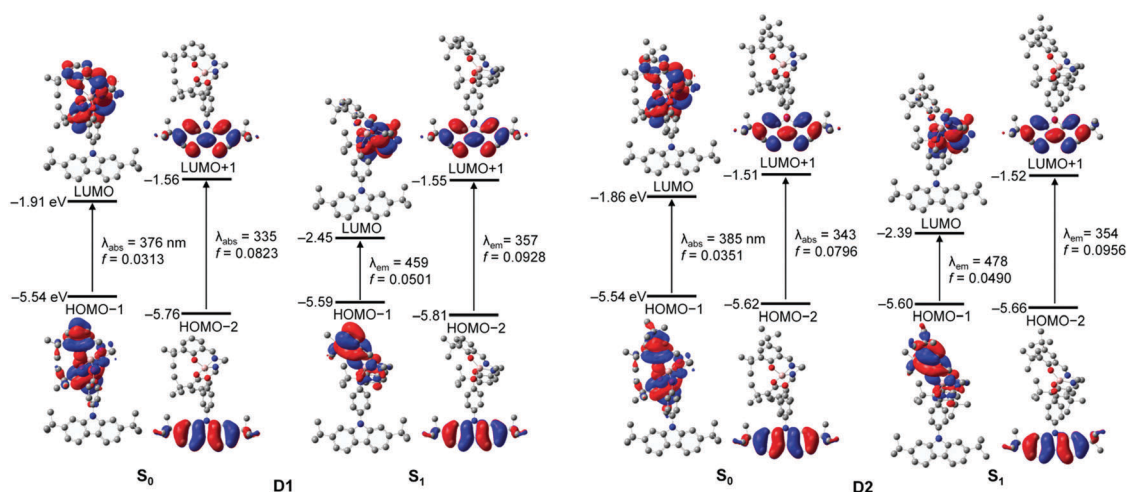 LUMO+1
−1.56
LUMO
−1.91 eV
λabs = 376 nm
f = 0.0313
λabs = 335
f = 0.0823
−5.54 eV
HOMO−1
−5.76
HOMO−2
S0
LUMO+1
−1.55
LUMO
−2.45
λem = 459
f = 0.0501
λem = 357
f = 0.0928
−5.59
HOMO−1
−5.81
HOMO−2
S1
D1
LUMO+1
−1.51
LUMO
−1.86 eV
λabs = 385 nm
f = 0.0351
λabs = 343
f = 0.0796
−5.54 eV
HOMO−1
−5.62
HOMO−2
S0
LUMO+1
−1.52
LUMO
−2.39
λem = 478
f = 0.0490
λem = 354
f = 0.0956
−5.60
HOMO−1
−5.66
HOMO−2
S1
D2